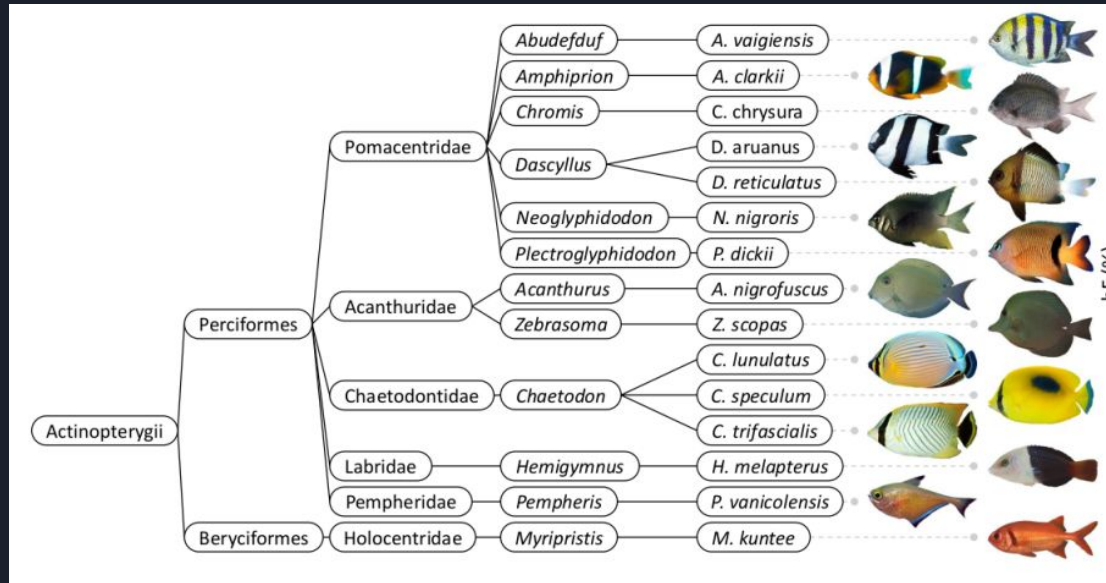 Abudefduf
A. vaigiensis
Amphiprion
A. clarkii
Chromis
C. chrysura
Pomacentridae
D. aruanus
Dascyllus
D. reticulatus
Neoglyphidodon
N. nigroris
Plectroglyphidodon
P. dickii
Acanthurus
A. nigrofuscus
Acanthuridae
Perciformes
Zebrasoma
Z. scopas
C. lunulatus
Chaetodontidae
Chaetodon
C. speculum
Actinopterygii
C. trifascialis
Labridae
Hemigymnus
H. melapterus
Pempheridae
Pempheris
P. vanicolensis
Beryciformes
Holocentridae
Myripristis
M. kuntee